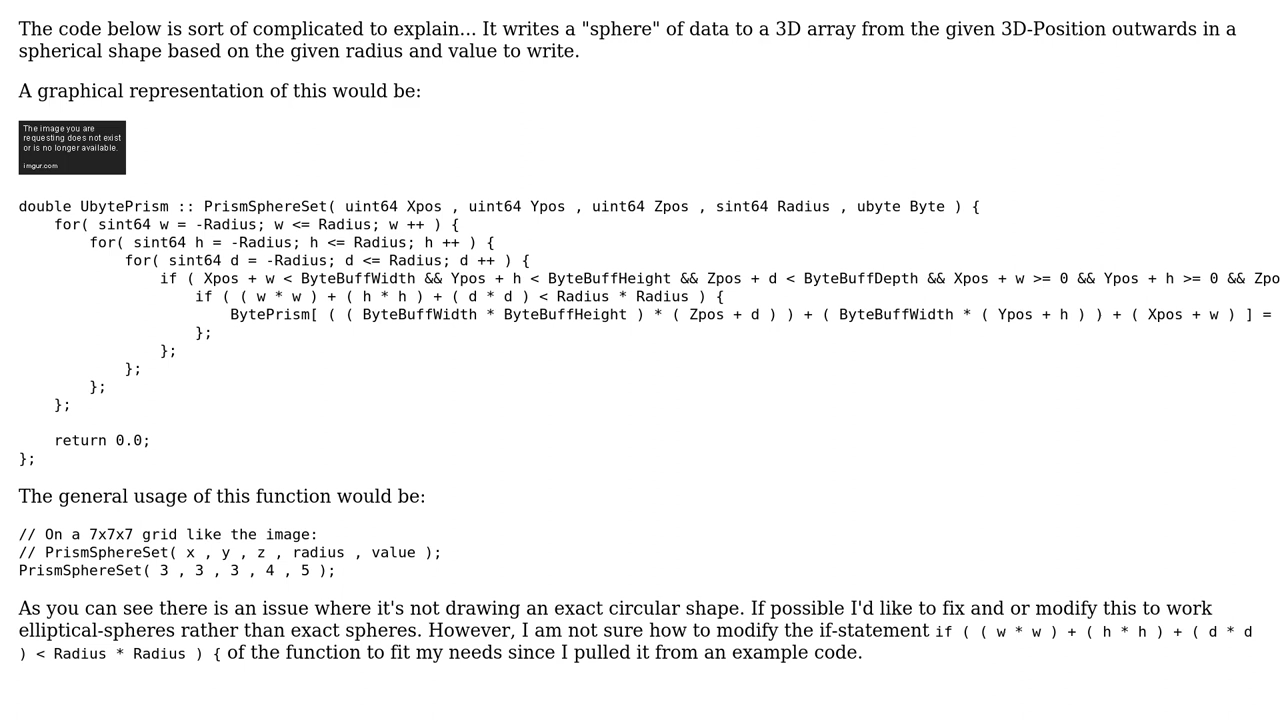 The code below is sort of complicated to explain... It writes a "sphere" of data to a 3D array from the given 3D-Position outwards in a
spherical shape based on the given radius and value to write.
A graphical representation of this would be:
The image you are
requesting does not exist
or is no longer available.
imgur.com
double UbytePrism :: PrismSphereSet( uint64 Xpos , uint64 Ypos , uint64 Zpos , sint64 Radius , ubyte Byte ) {
    for( sint64 w = -Radius; w <= Radius; w ++ ) {
        for( sint64 h = -Radius; h <= Radius; h ++ ) {
            for( sint64 d = -Radius; d <= Radius; d ++ ) {
                if ( Xpos + w < ByteBuffWidth && Ypos + h < ByteBuffHeight && Zpos + d < ByteBuffDepth && Xpos + w >= 0 && Ypos + h >= 0 && Zpo
                    if ( ( w * w ) + ( h * h ) + ( d * d ) < Radius * Radius ) {
                        BytePrism[ ( ( ByteBuffWidth * ByteBuffHeight ) * ( Zpos + d ) ) + ( ByteBuffWidth * ( Ypos + h ) ) + ( Xpos + w ) ] =
                    };
                };
            };
        };
    };
    return 0.0;
};
The general usage of this function would be:
// On a 7x7x7 grid like the image:
// PrismSphereSet( x , y , z , radius , value );
PrismSphereSet( 3 , 3 , 3 , 4 , 5 );
As you can see there is an issue where it's not drawing an exact circular shape. If possible I'd like to fix and or modify this to work
elliptical-spheres rather than exact spheres. However, I am not sure how to modify the if-statement if ( ( w * w ) + ( h * h ) + ( d * d
) < Radius * Radius ) { of the function to fit my needs since I pulled it from an example code.